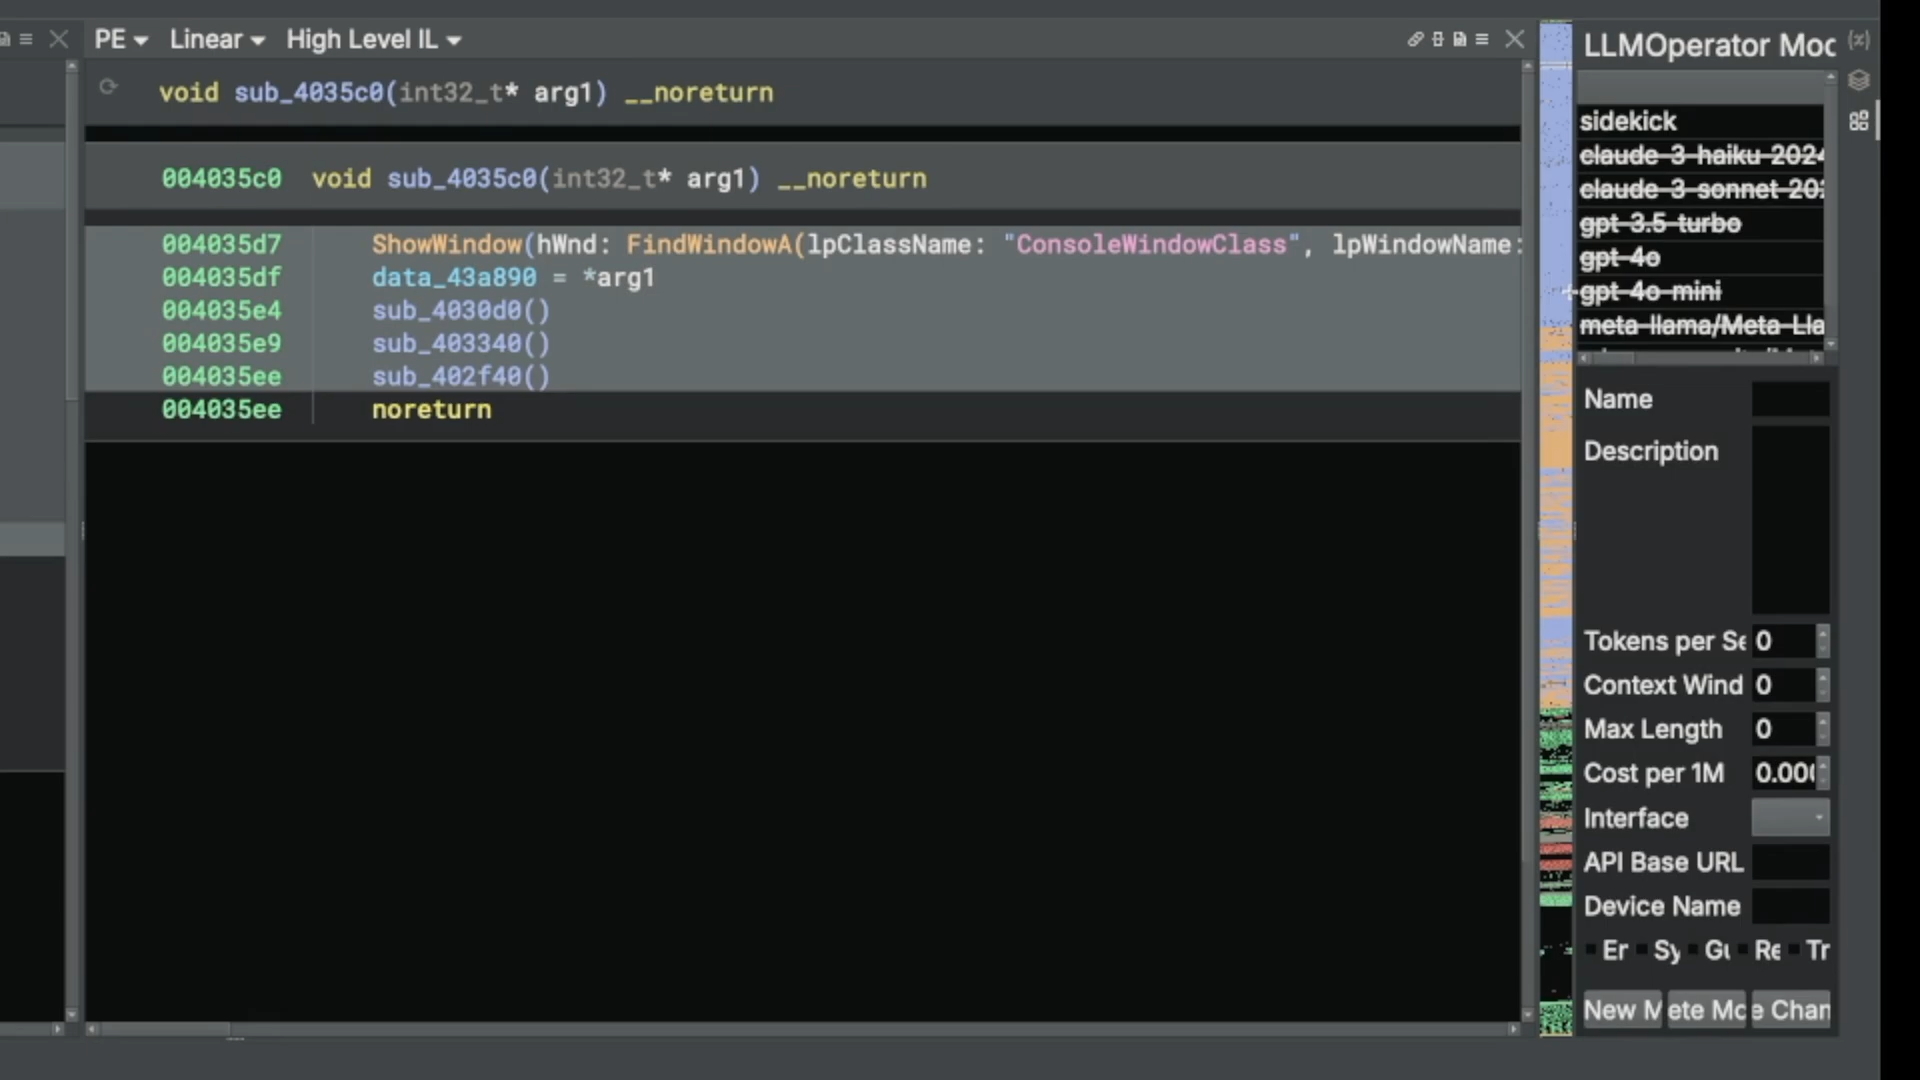 PE Linear High Level IL
void sub_4035c0(int32_t* arg1) __noreturn
004035c0 void sub_4035c0(int32_t* arg1) __noreturn
004035d7 ShowWindow(hWnd: FindWindowA(lpClassName: "ConsoleWindowClass", lpWindowName:
004035df data_43a890 = *arg1
004035e4 sub_4030d0()
004035e9 sub_403340()
004035ee sub_402f40()
004035ee noreturn
LLMOperator Moc
{x}
sidekick
claude-3-haiku-2024
claude-3-sonnet-202
gpt-3.5-turbo
gpt-4o
gpt-4o-mini
meta-llama/Meta-Lla
Name
Description
Tokens per Se 0
Context Wind 0
Max Length 0
Cost per 1M 0.000
Interface
API Base URL
Device Name
Er Sy Gu Re Tr
New M ete Mo e Chan